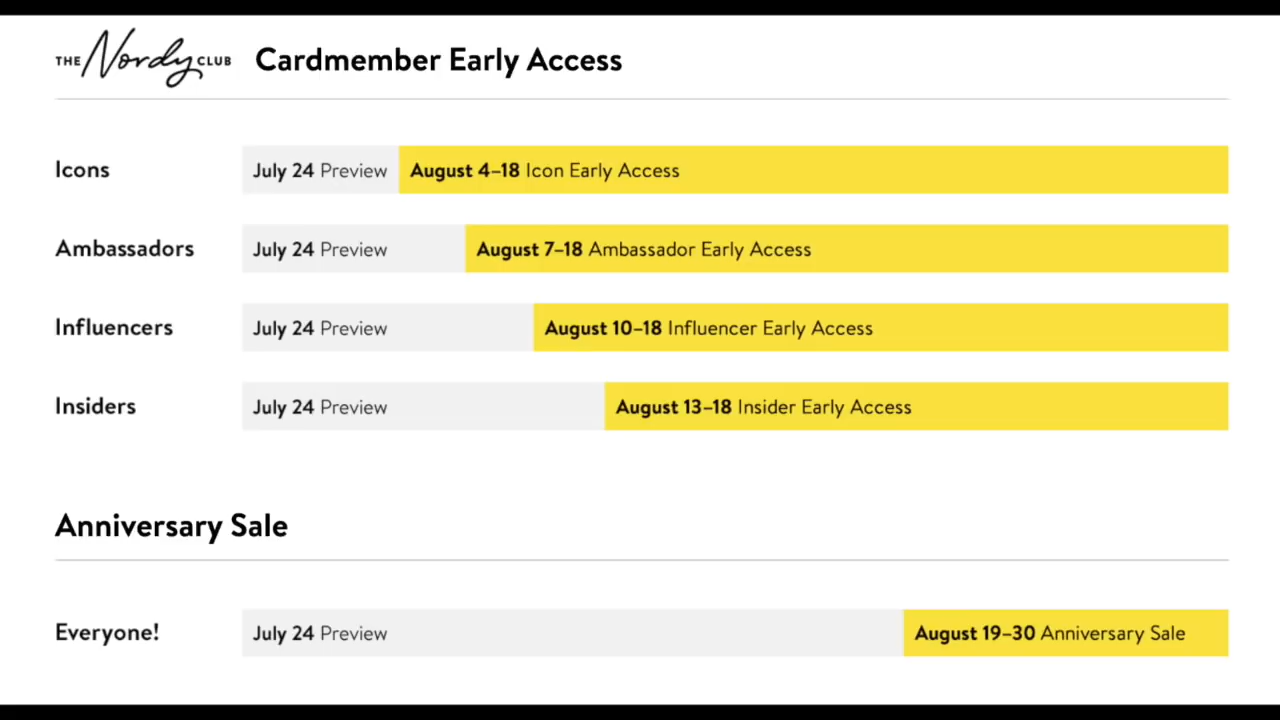 THE Nordy CLUB Cardmember Early Access
Icons July 24 Preview August 4–18 Icon Early Access
Ambassadors July 24 Preview August 7–18 Ambassador Early Access
Influencers July 24 Preview August 10–18 Influencer Early Access
Insiders July 24 Preview August 13–18 Insider Early Access
Anniversary Sale
Everyone! July 24 Preview August 19–30 Anniversary Sale